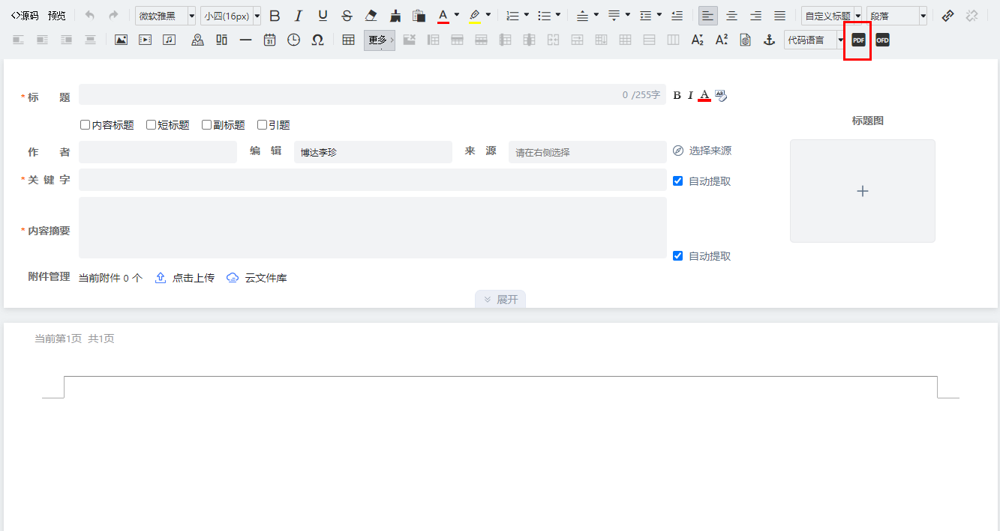 <>源码 预览 微软雅黑 小四(16px) B I U S A 自定义标题 段落
31 Ω 更多 A2 A2 代码语言 PDF OFD
* 标 题 0 /255字 B I A
内容标题 短标题 副标题 引题 标题图
作 者 编 辑 博达李珍 来 源 请在右侧选择 选择来源
* 关 键 字 自动提取
* 内容摘要
自动提取
附件管理 当前附件 0 个 点击上传 云文件库
展开
当前第1页 共1页